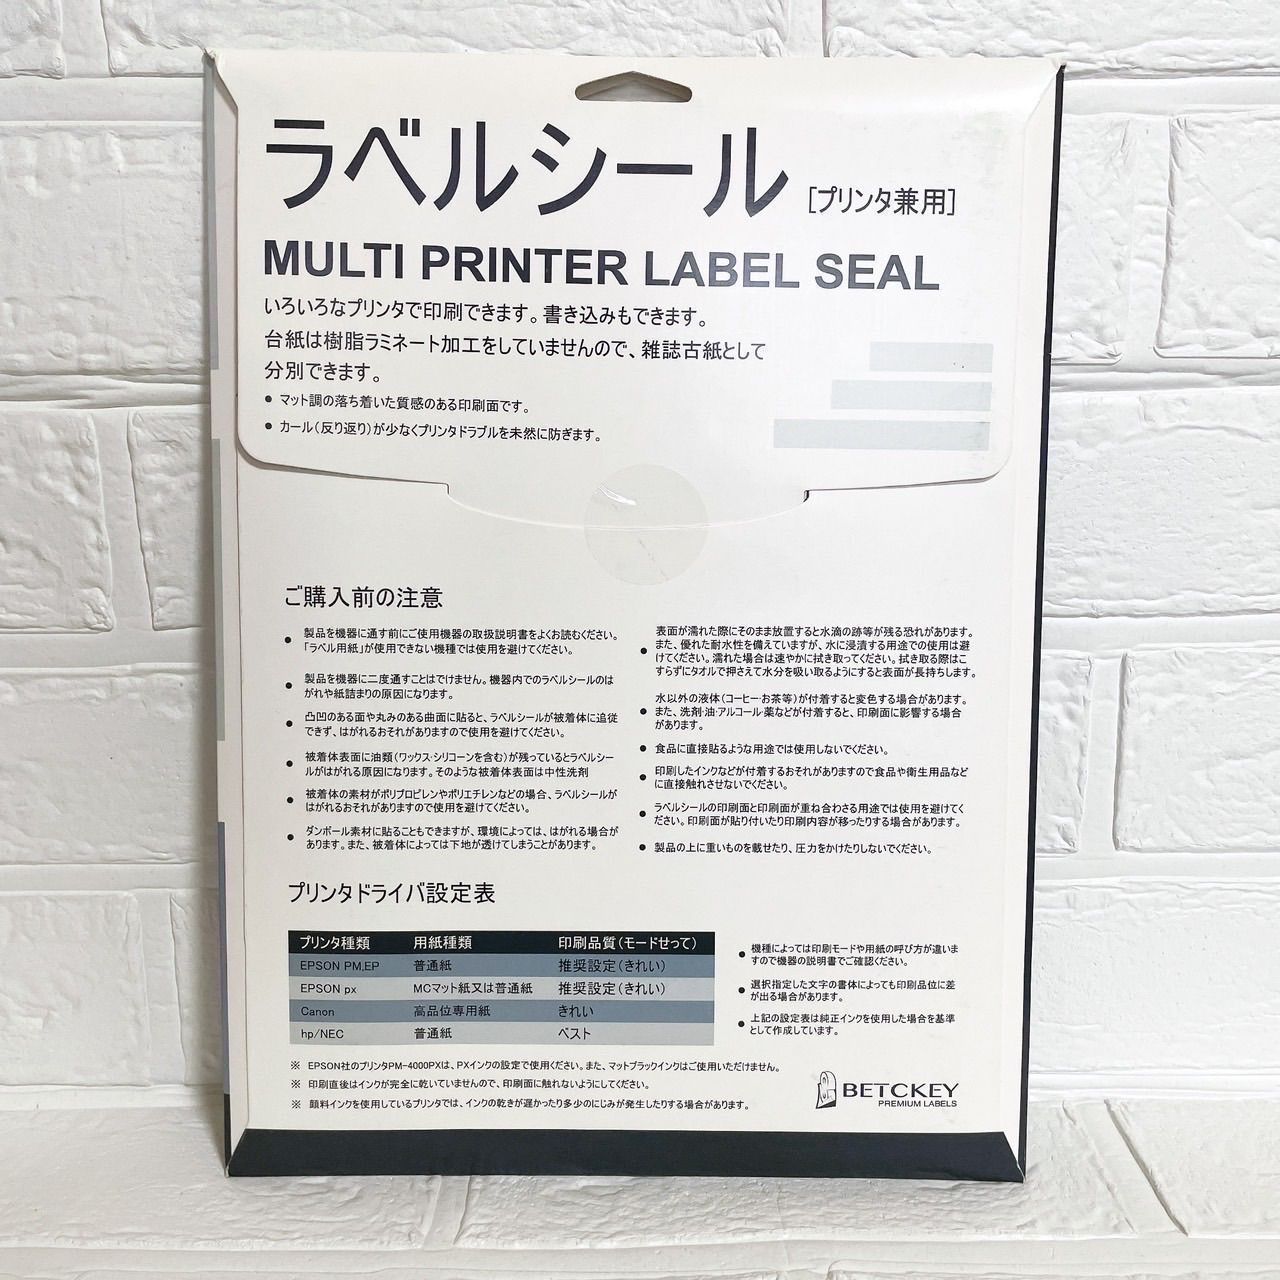 ラベルシール [プリンタ兼用]
MULTI PRINTER LABEL SEAL
いろいろなプリンタで印刷できます。書き込みもできます。
台紙は樹脂ラミネート加工をしていませんので、雑誌古紙として
分別できます。
● マット調の落ち着いた質感のある印刷面です。
● カール(反り返り)が少なくプリンタドラブルを未然に防ぎます。
ご購入前の注意
● 製品を機器に通す前にご使用機器の取扱説明書をよくお読むください。
「ラベル用紙」が使用できない機種では使用を避けてください。
● 製品を機器に二度通すことはでけません。機器内でのラベルシールのは
がれや紙詰まりの原因になります。
● 凸凹のある面や丸みのある曲面に貼ると、ラベルシールが被着体に追従
できず、はがれるおそれがありますので使用を避けてください。
● 被着体表面に油類(ワックス・シリコーンを含む)が残っているとラベルシー
ルがはがれる原因になります。そのような被着体表面は中性洗剤
● 被着体の素材がポリプロピレンやポリエチレンなどの場合、ラベルシールが
はがれるおそれがありますので使用を避けてください。
● ダンボール素材に貼ることもできますが、環境によっては、はがれる場合が
あります。また、被着体によっては下地が透けてしまうことがあります。
● 表面が濡れた際にそのまま放置すると水滴の跡等が残る恐れがあります。
また、優れた耐水性を備えていますが、水に浸漬する用途での使用は避
けてください。濡れた場合は速やかに拭き取ってください。拭き取る際はこ
すらずにタオルで押さえて水分を吸い取るようにすると表面が長持ちします。
● 水以外の液体(コーヒー・お茶等)が付着すると変色する場合があります。
また、洗剤・油・アルコール・薬などが付着すると、印刷面に影響する場合
があります。
● 食品に直接貼るような用途では使用しないでください。
● 印刷したインクなどが付着するおそれがありますので食品や衛生用品など
に直接触れさせないでください。
● ラベルシールの印刷面と印刷面が重ね合わさる用途では使用を避けてく
ださい。印刷面が貼り付いたり印刷内容が移ったりする場合があります。
● 製品の上に重いものを載せたり、圧力をかけたりしないでください。
プリンタドライバ設定表
プリンタ種類 用紙種類 印刷品質(モードせって)
EPSON PM,EP 普通紙 推奨設定(きれい)
EPSON px MCマット紙又は普通紙 推奨設定(きれい)
Canon 高品位専用紙 きれい
hp/NEC 普通紙 ベスト
● 機種によっては印刷モードや用紙の呼び方が違いま
すので機器の説明書でご確認ください。
● 選択指定した文字の書体によっても印刷品位に差
が出る場合があります。
● 上記の設定表は純正インクを使用した場合を基準
として作成しています。
※ EPSON社のプリンタPM-4000PXは、PXインクの設定で使用ください。また、マットブラックインクはご使用いただけません。
※ 印刷直後はインクが完全に乾いていませんので、印刷面に触れないようにしてください。
※ 顔料インクを使用しているプリンタでは、インクの乾きが遅かったり多少のにじみが発生したりする場合があります。
BETCKEY
PREMIUM LABELS